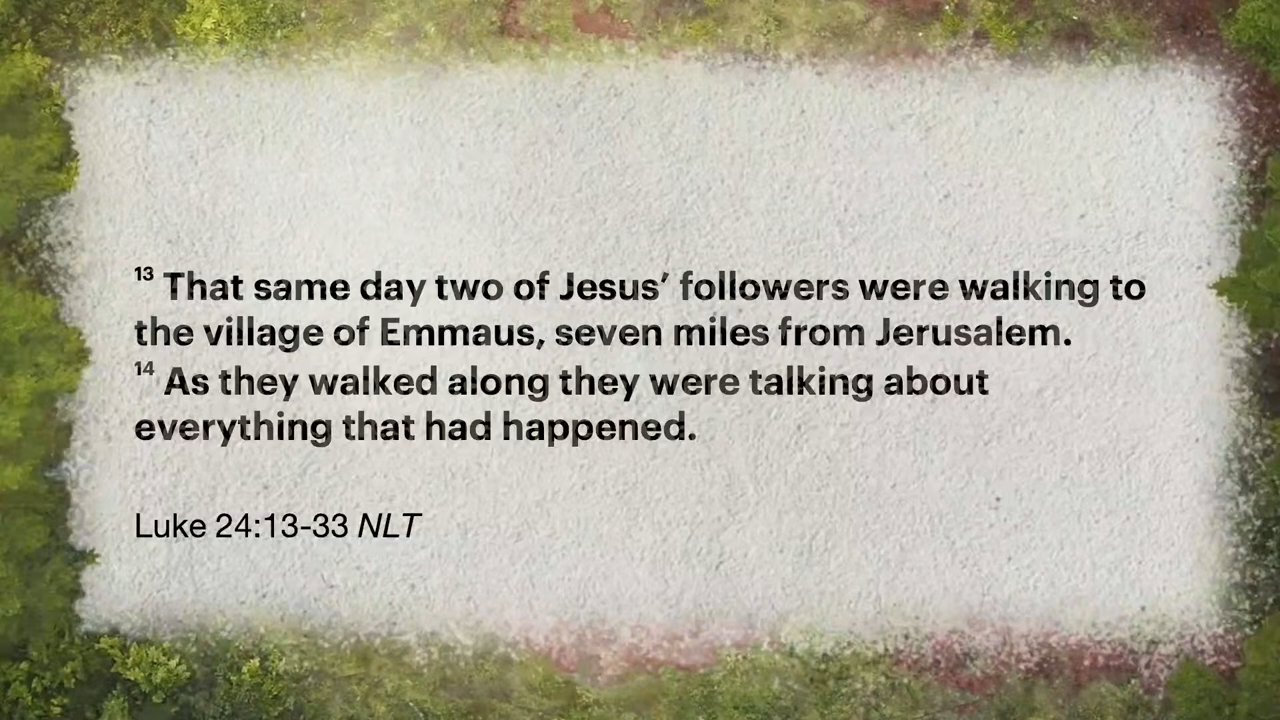 13 That same day two of Jesus’ followers were walking to
the village of Emmaus, seven miles from Jerusalem.
14 As they walked along they were talking about
everything that had happened.
Luke 24:13-33 NLT